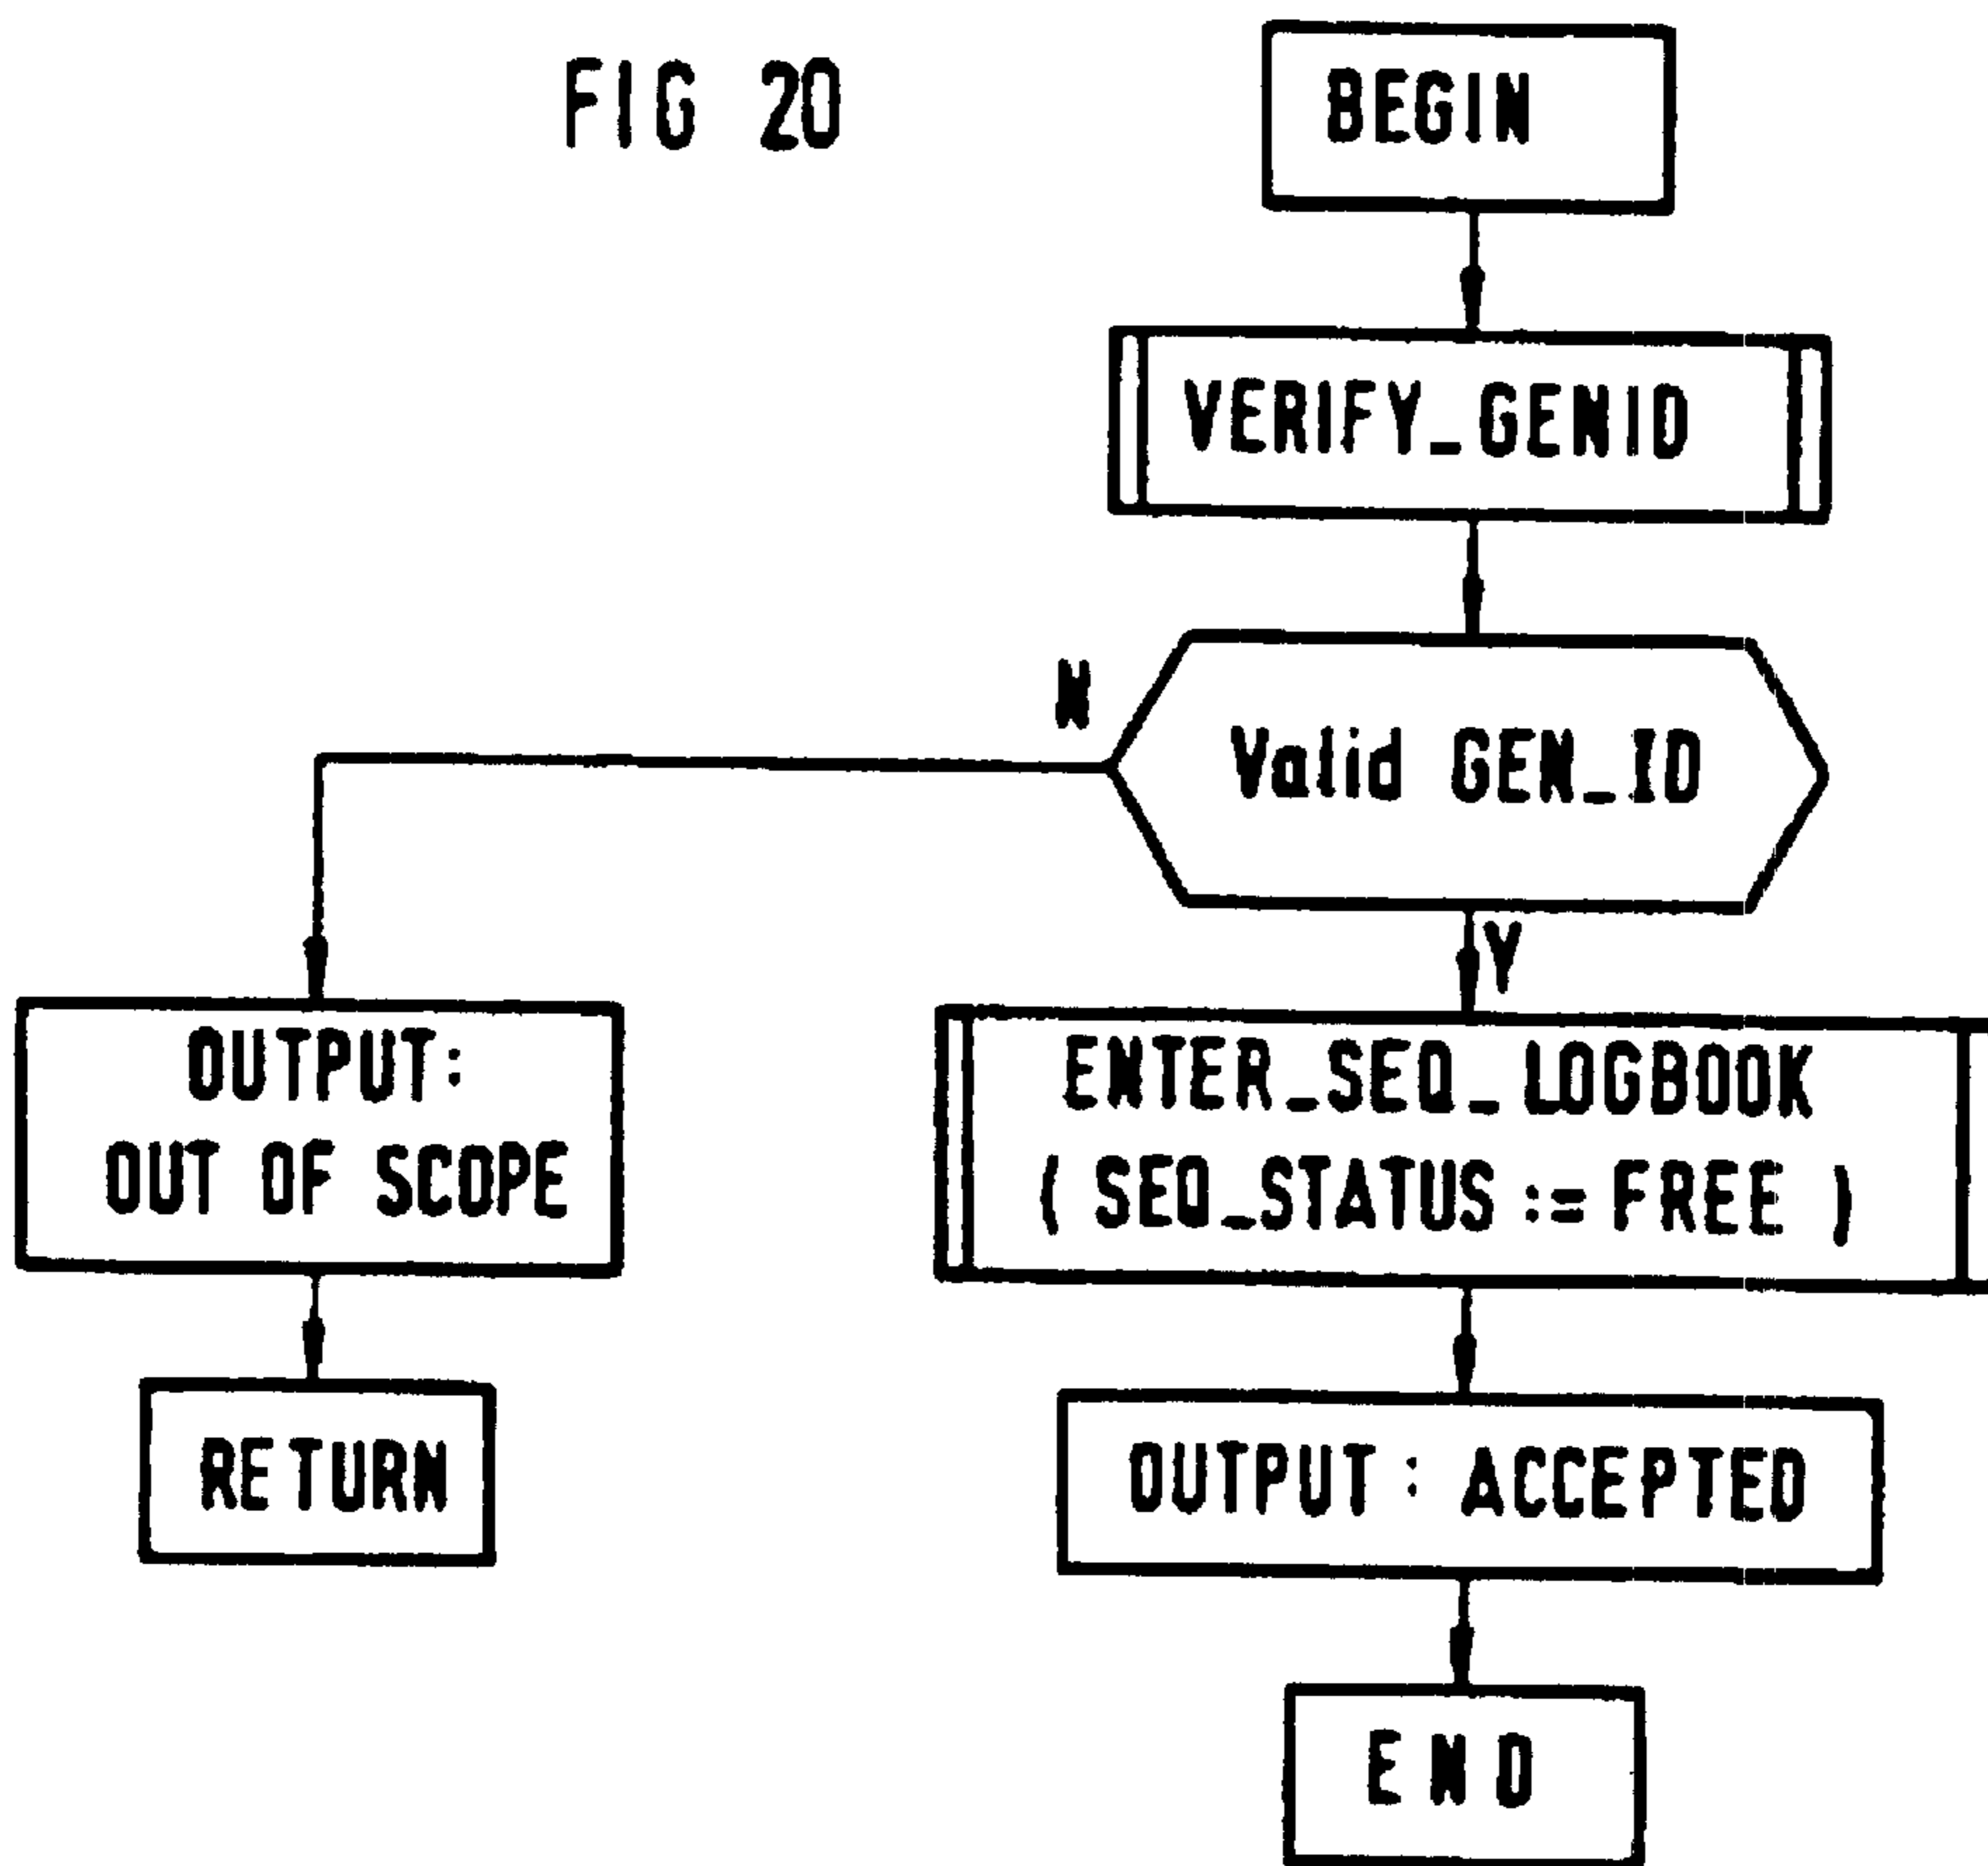 FIG 20
BEGIN
VERIFY_GENID
Valid GEN_ID
N
Y
OUTPUT:
OUT OF SCOPE
ENTER_SEQ_LOGBOOK
( SEQ_STATUS := FREE )
RETURN
OUTPUT : ACCEPTED
END